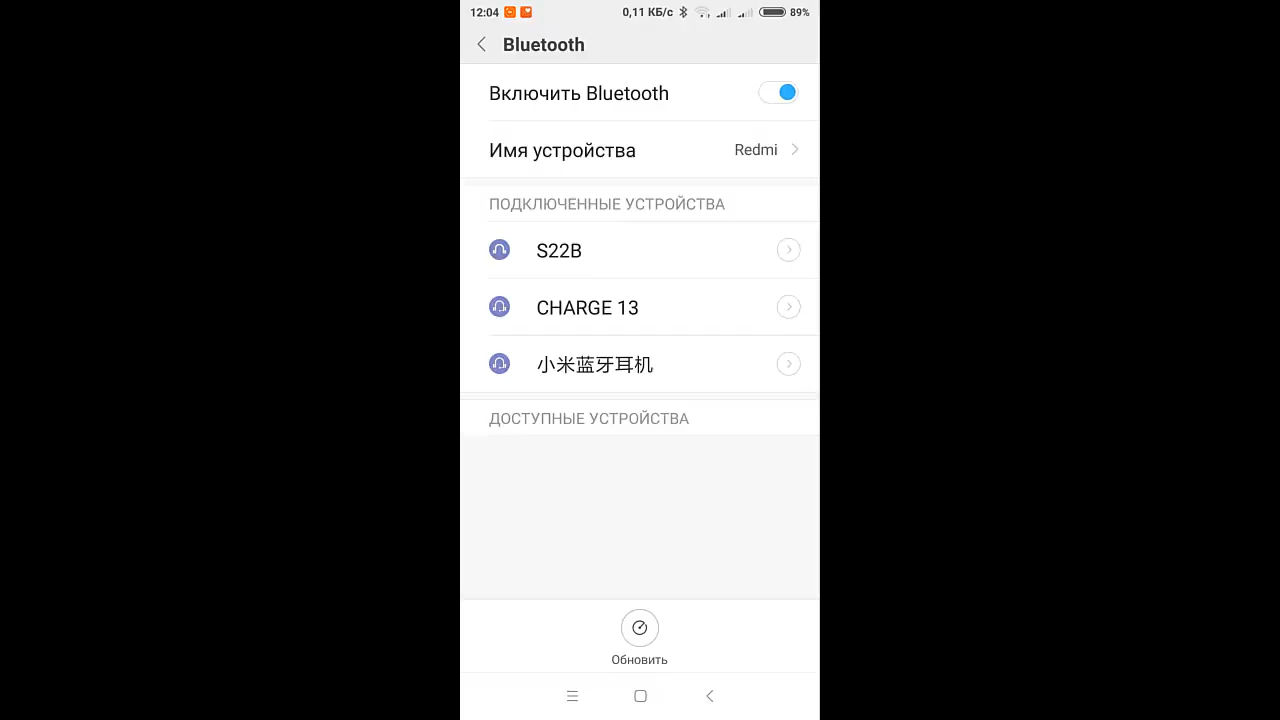 12:04 0,11 КБ/с 89%
Bluetooth
Включить Bluetooth
Имя устройства Redmi
ПОДКЛЮЧЕННЫЕ УСТРОЙСТВА
S22B
CHARGE 13
小米蓝牙耳机
ДОСТУПНЫЕ УСТРОЙСТВА
Обновить